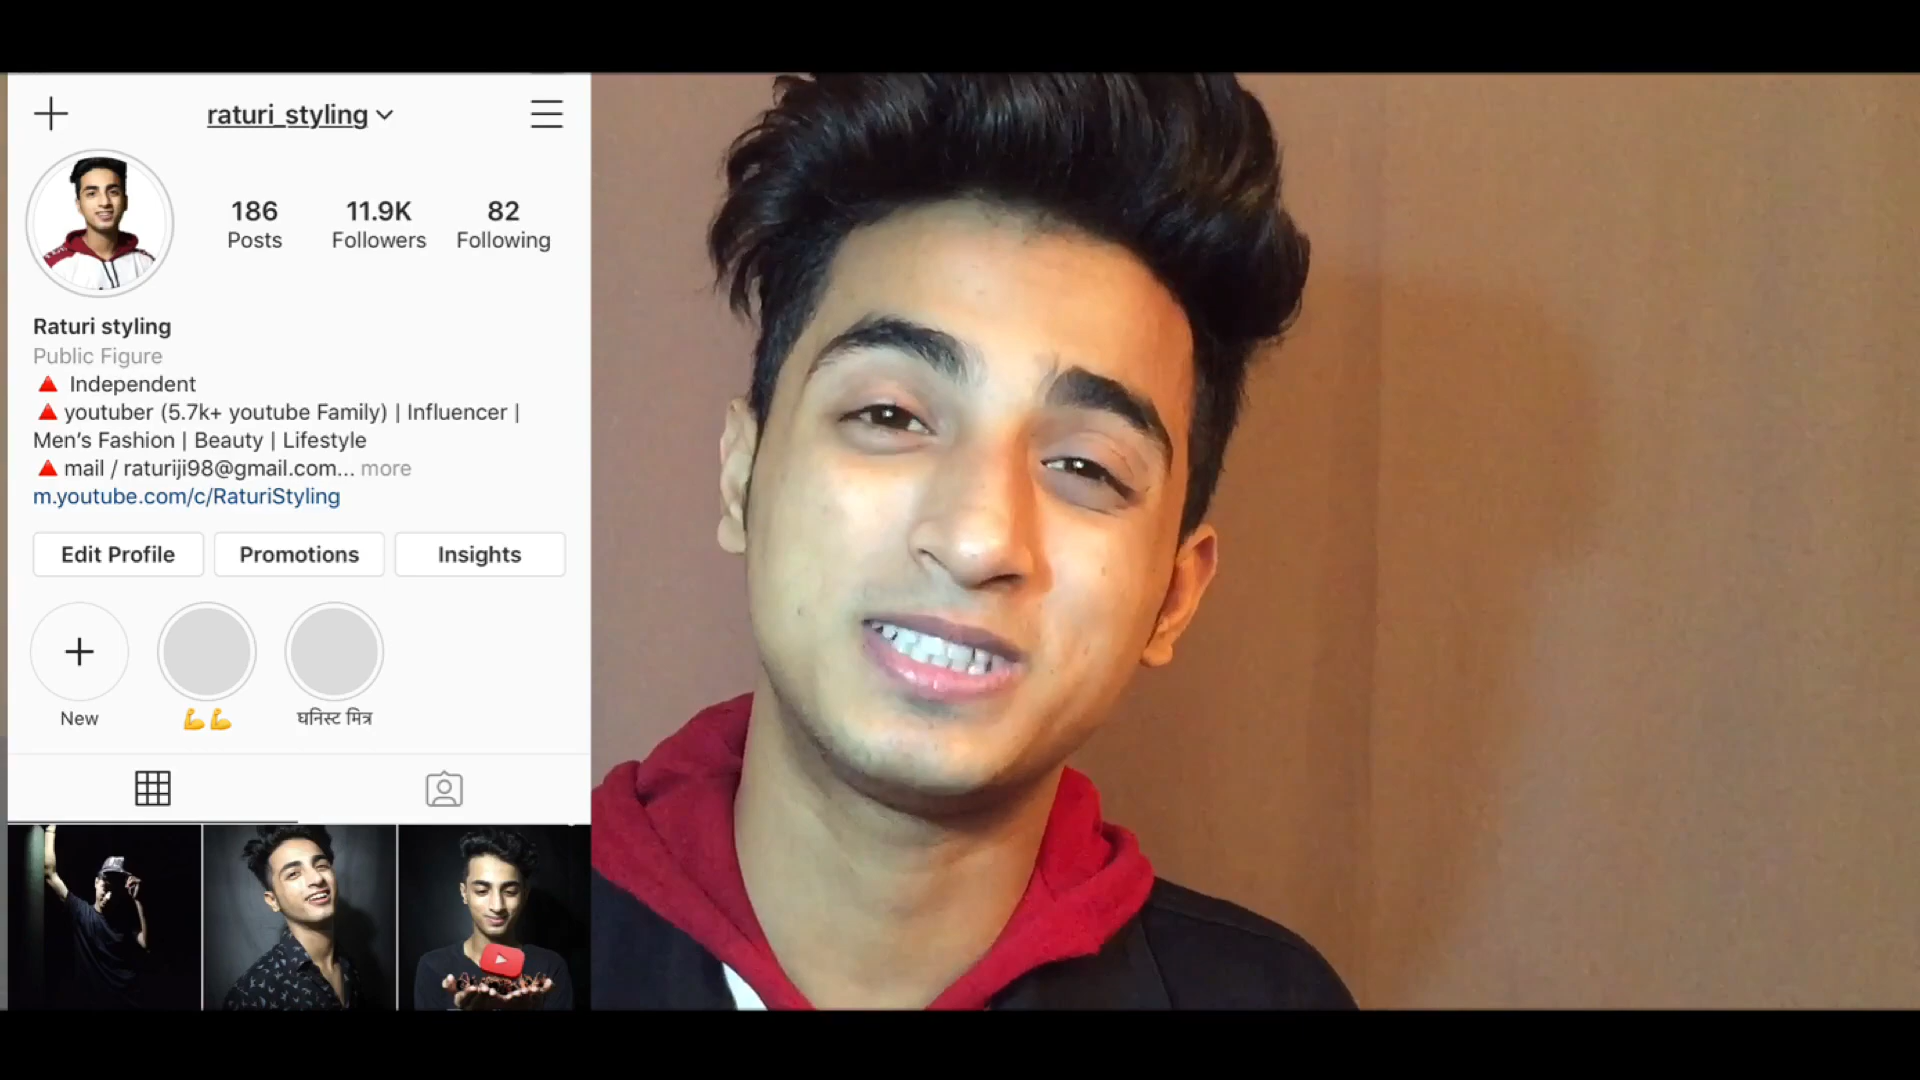 raturi_styling
186 11.9K 82
Posts Followers Following
Raturi styling
Public Figure
🔺 Independent
🔺 youtuber (5.7k+ youtube Family) | Influencer |
Men’s Fashion | Beauty | Lifestyle
🔺 mail / raturiji98@gmail.com... more
m.youtube.com/c/RaturiStyling
Edit Profile Promotions Insights
New 💪💪 घनिस्ट मित्र